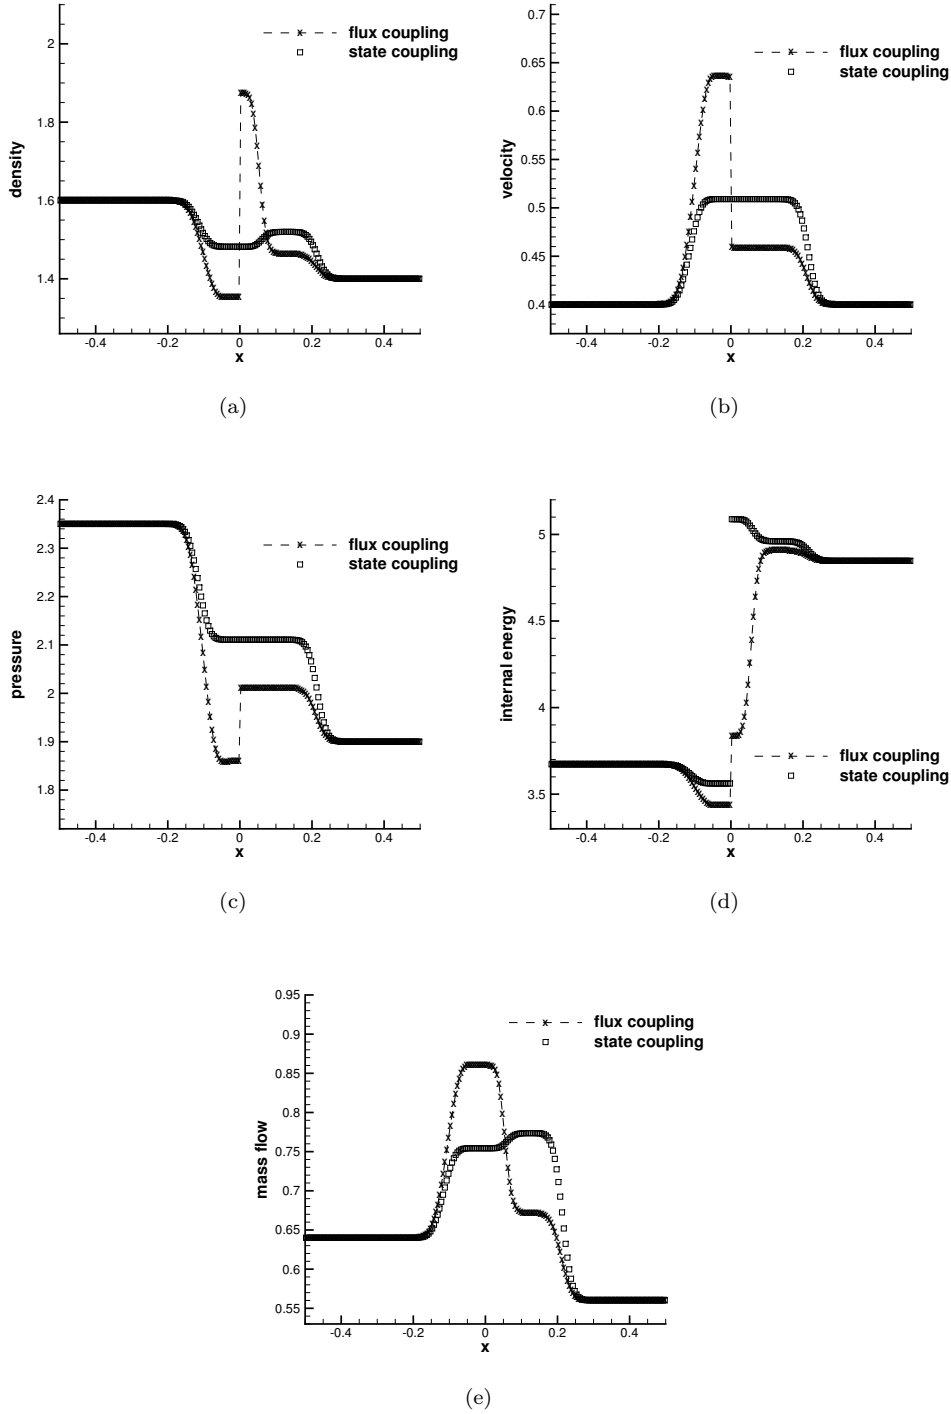 flux coupling
state coupling
density
2
1.8
1.6
1.4
-0.4 -0.2 0 0.2 0.4
x
(a)
flux coupling
state coupling
velocity
0.7
0.65
0.6
0.55
0.5
0.45
0.4
-0.4 -0.2 0 0.2 0.4
x
(b)
flux coupling
state coupling
pressure
2.4
2.3
2.2
2.1
2
1.9
1.8
-0.4 -0.2 0 0.2 0.4
x
(c)
flux coupling
state coupling
internal energy
5
4.5
4
3.5
-0.4 -0.2 0 0.2 0.4
x
(d)
flux coupling
state coupling
mass flow
0.95
0.9
0.85
0.8
0.75
0.7
0.65
0.6
0.55
-0.4 -0.2 0 0.2 0.4
x
(e)